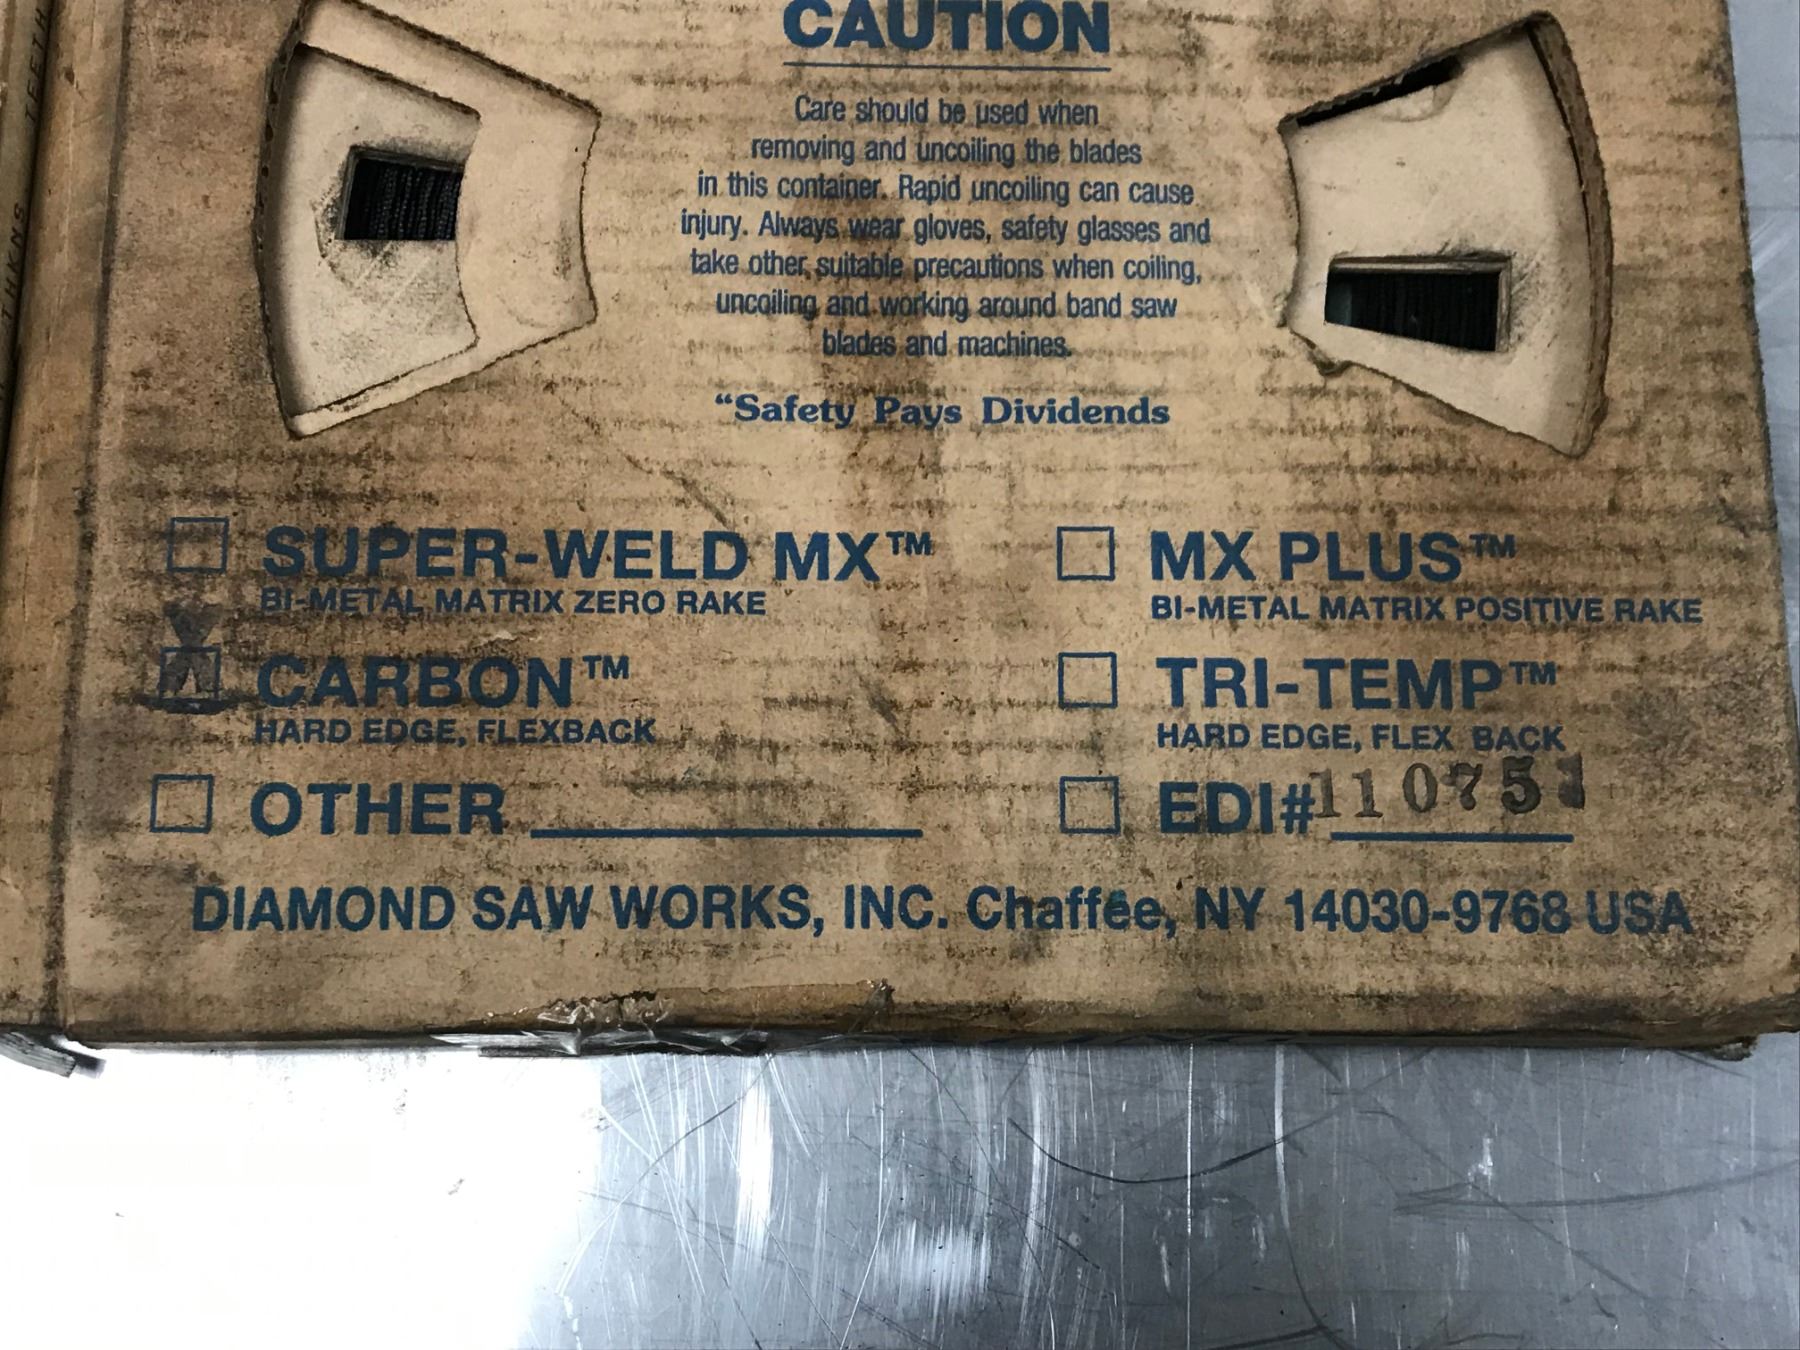 CAUTION
Care should be used when
removing and uncoiling the blades
in this container. Rapid uncoiling can cause
injury. Always wear gloves, safety glasses and
take other suitable precautions when coiling,
uncoiling and working around band saw
blades and machines.
“Safety Pays Dividends
SUPER-WELD MX™
BI-METAL MATRIX ZERO RAKE
MX PLUS™
BI-METAL MATRIX POSITIVE RAKE
CARBON™
HARD EDGE, FLEXBACK
TRI-TEMP™
HARD EDGE, FLEX BACK
OTHER
EDI#110751
DIAMOND SAW WORKS, INC. Chaffee, NY 14030-9768 USA
TEETH
THKNS